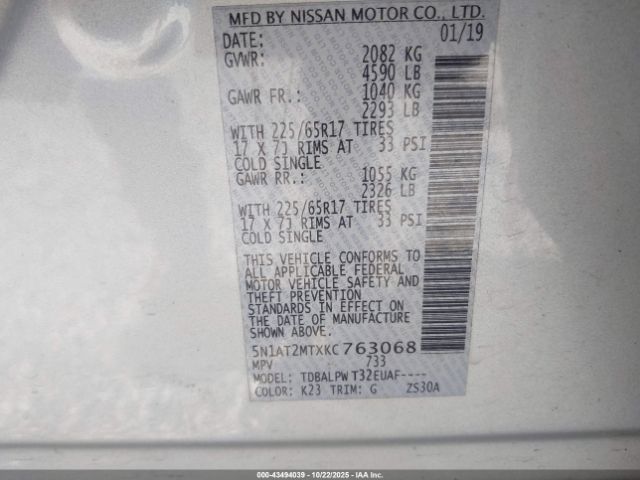 MFD BY NISSAN MOTOR CO., LTD.
DATE: 01/19
GVWR: 2082 KG
4590 LB
GAWR FR.: 1040 KG
2293 LB
WITH 225/65R17 TIRES
17 X 7J RIMS AT 33 PSI
COLD SINGLE
GAWR RR.: 1055 KG
2326 LB
WITH 225/65R17 TIRES
17 X 7J RIMS AT 33 PSI
COLD SINGLE
THIS VEHICLE CONFORMS TO
ALL APPLICABLE FEDERAL
MOTOR VEHICLE SAFETY AND
THEFT PREVENTION
STANDARDS IN EFFECT ON
THE DATE OF MANUFACTURE
SHOWN ABOVE.
5N1AT2MTXKC763068
MPV 733
MODEL: TDBALPW T32EUAF----
COLOR: K23 TRIM: G ZS30A
000-43494039 - 10/22/2025 - IAA Inc.